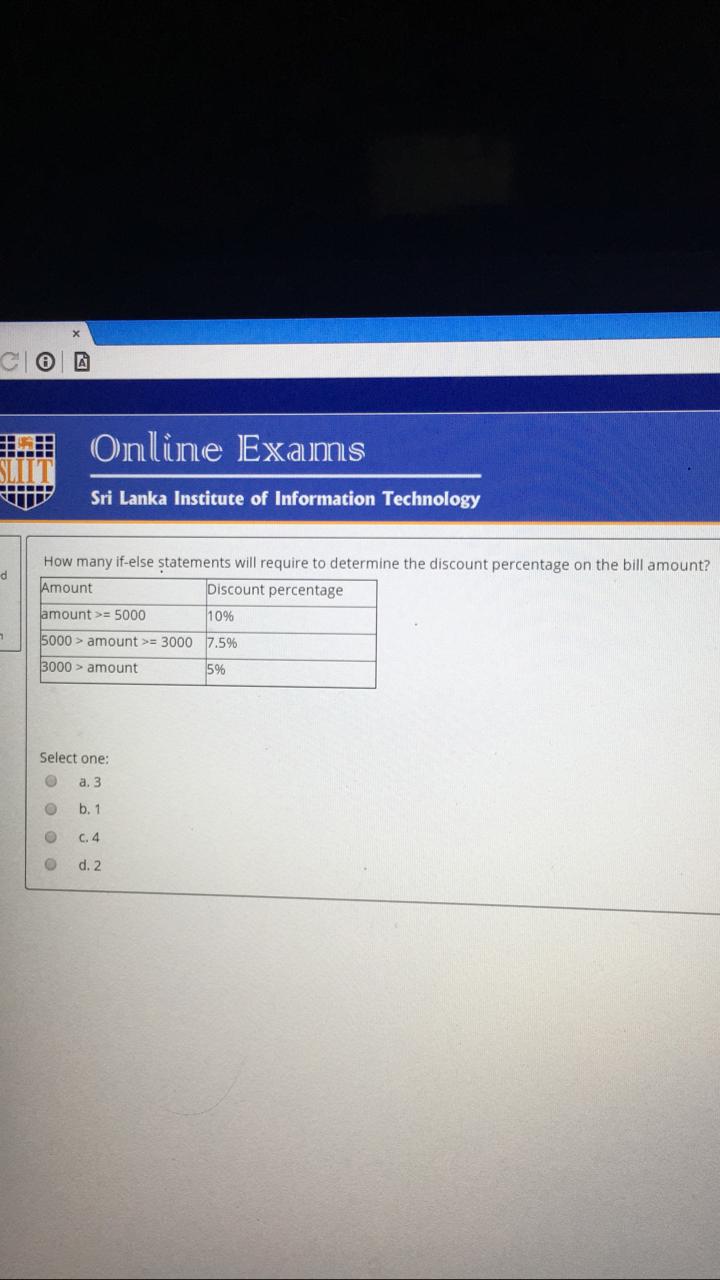 SLIIT
Online Exams
Sri Lanka Institute of Information Technology
d
How many if-else statements will require to determine the discount percentage on the bill amount?
Amount Discount percentage
amount >= 5000 10%
5000 > amount >= 3000 7.5%
3000 > amount 5%
Select one:
a. 3
b. 1
c. 4
d. 2